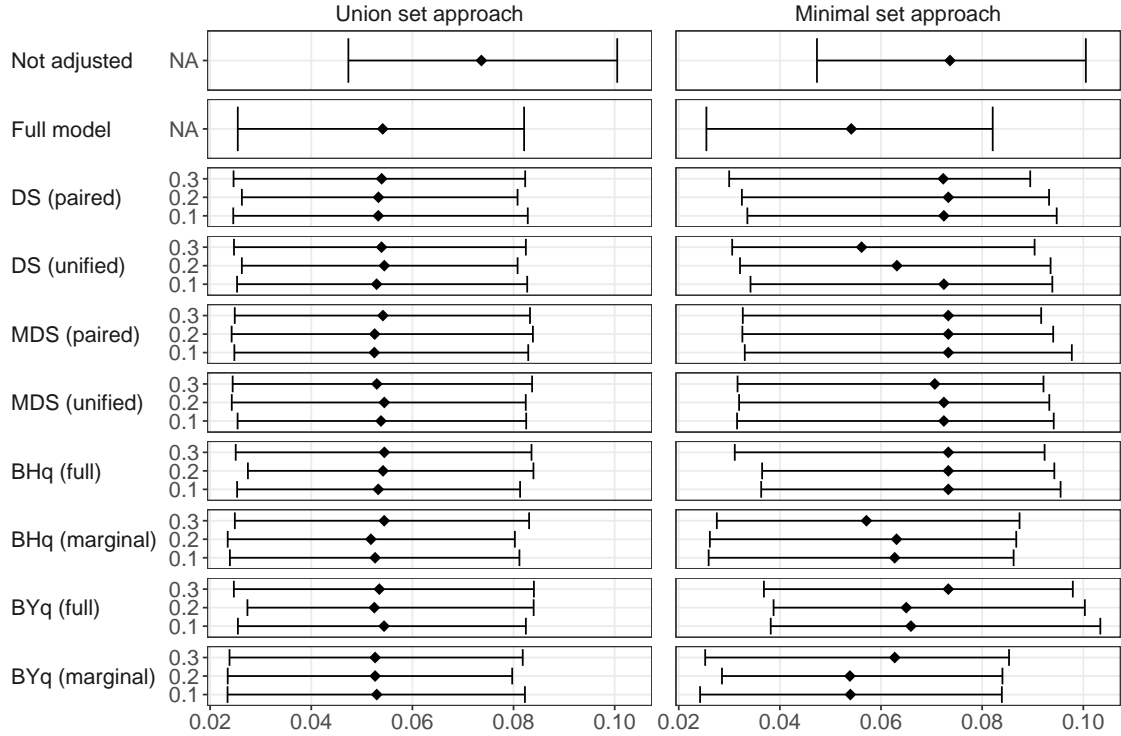 Union set approach Minimal set approach
Not adjusted NA
Full model NA
DS (paired) 0.3 0.2 0.1
DS (unified) 0.3 0.2 0.1
MDS (paired) 0.3 0.2 0.1
MDS (unified) 0.3 0.2 0.1
BHq (full) 0.3 0.2 0.1
BHq (marginal) 0.3 0.2 0.1
BYq (full) 0.3 0.2 0.1
BYq (marginal) 0.3 0.2 0.1
0.02 0.04 0.06 0.08 0.10 0.02 0.04 0.06 0.08 0.10